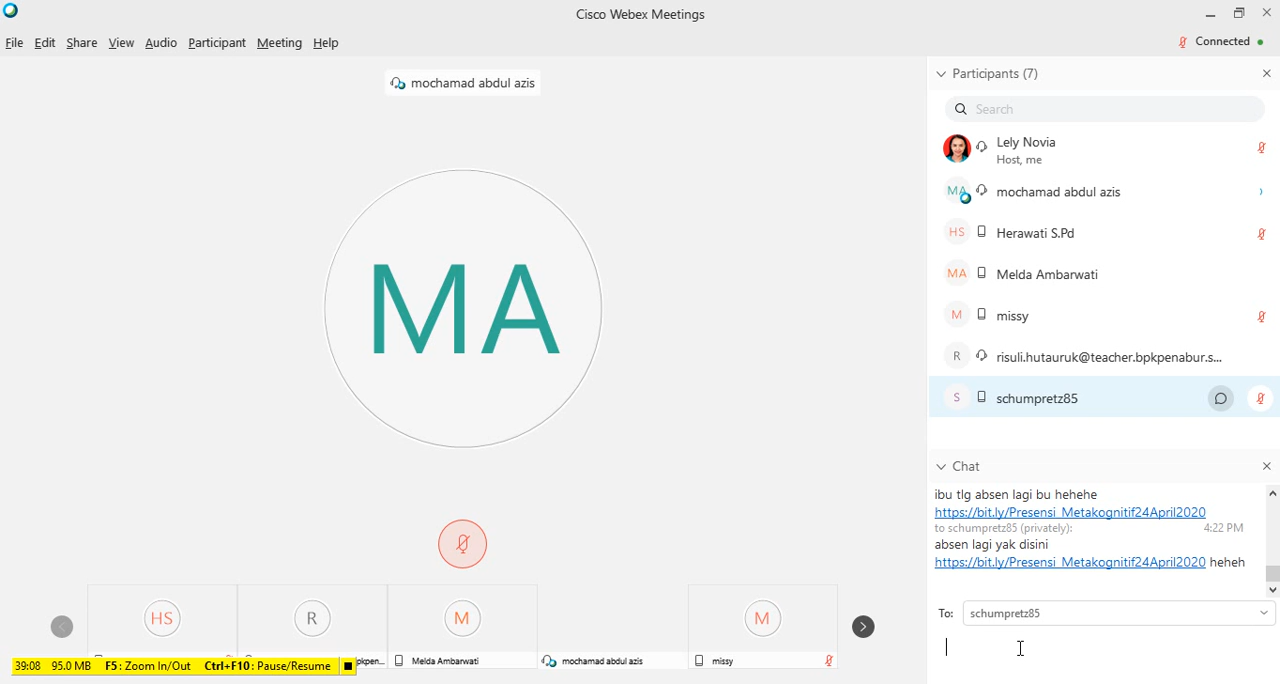 Cisco Webex Meetings
File Edit Share View Audio Participant Meeting Help
Connected
mochamad abdul azis
MA
Participants (7)
Search
Lely Novia
Host, me
MA mochamad abdul azis
HS Herawati S.Pd
MA Melda Ambarwati
M missy
R risuli.hutauruk@teacher.bpkpenabur.s...
S schumpretz85
Chat
ibu tlg absen lagi bu hehehe
https://bit.ly/Presensi_Metakognitif24April2020
to schumpretz85 (privately): 4:22 PM
absen lagi yak disini
https://bit.ly/Presensi_Metakognitif24April2020 heheh
To: schumpretz85
HS R M M
pkpen... Melda Ambarwati mochamad abdul azis missy
39:08 95.0 MB F5: Zoom In/Out Ctrl+F10: Pause/Resume